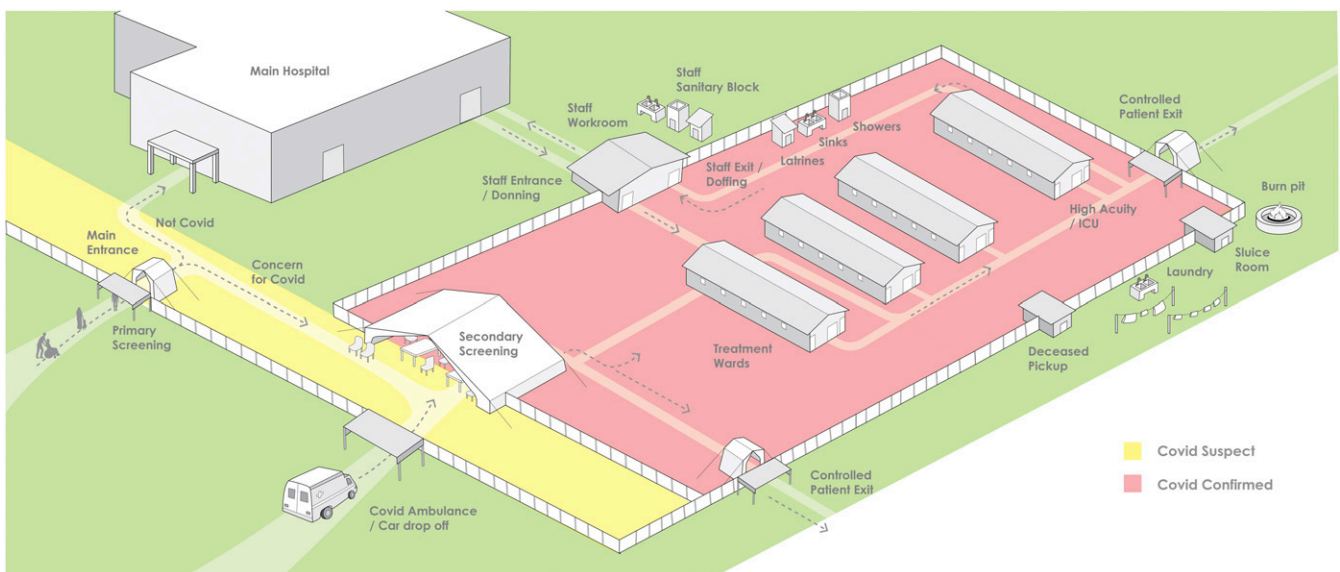 Main Hospital
Staff
Sanitary Block
Staff
Workroom
Controlled
Patient Exit
Showers
Sinks
Latrines
Staff Exit /
Doffing
Staff Entrance
/ Donning
Burn pit
High Acuity
/ ICU
Not Covid
Main
Entrance
Concern
for Covid
Sluice
Room
Laundry
Primary
Screening
Secondary
Screening
Treatment
Wards
Deceased
Pickup
Covid Suspect
Controlled
Patient Exit
Covid Confirmed
Covid Ambulance
/ Car drop off